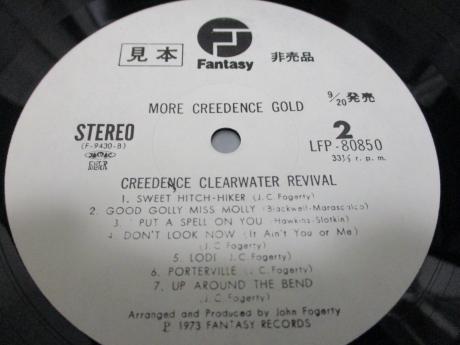 見本
Fantasy
非売品
MORE CREEDENCE GOLD
9/20発売
STEREO
(F-9430-B)
2
LFP-80850
33⅓ r.p.m.
CREEDENCE CLEARWATER REVIVAL
1. SWEET HITCH-HIKER (J.C. Fogerty)
2. GOOD GOLLY MISS MOLLY (Blackwell-Marascalco)
3. I PUT A SPELL ON YOU (Hawkins-Slotkin)
4. DON'T LOOK NOW (It Ain't You or Me)
(J.C. Fogerty)
5. LODI (J.C. Fogerty)
6. PORTERVILLE (J.C. Fogerty)
7. UP AROUND THE BEND
(J.C. Fogerty)
Arranged and Produced by John Fogerty
℗ 1973 FANTASY RECORDS